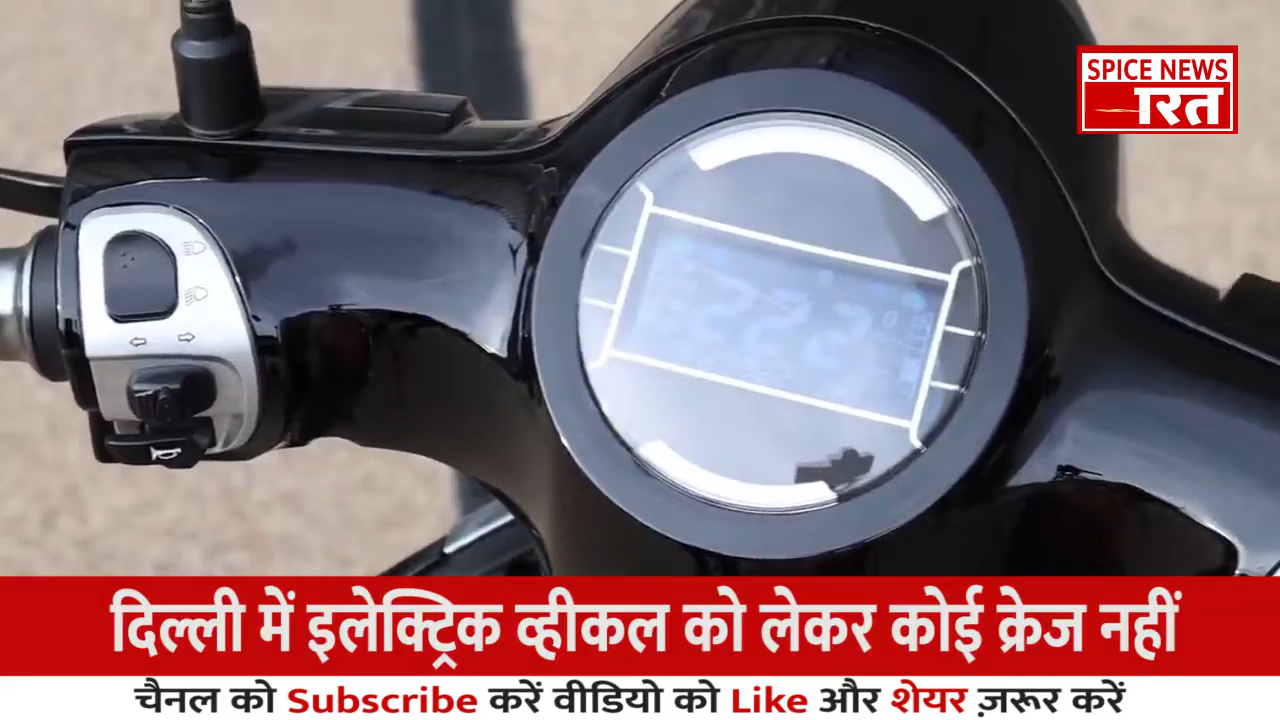 SPICE NEWS
रत
दिल्ली में इलेक्ट्रिक व्हीकल को लेकर कोई क्रेज नहीं
चैनल को Subscribe करें वीडियो को Like और शेयर ज़रूर करें